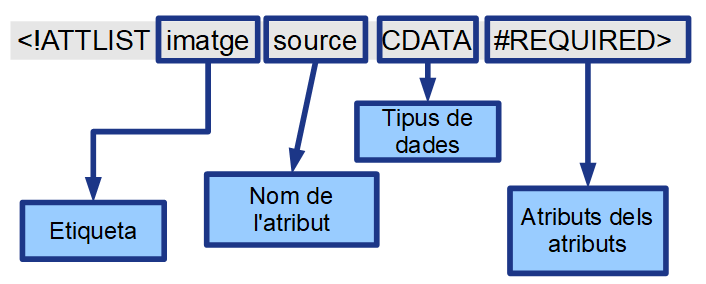 <!ATTLIST imatge source CDATA #REQUIRED>
Tipus de
dades
Nom de
l'atribut
Etiqueta
Atributs dels
atributs